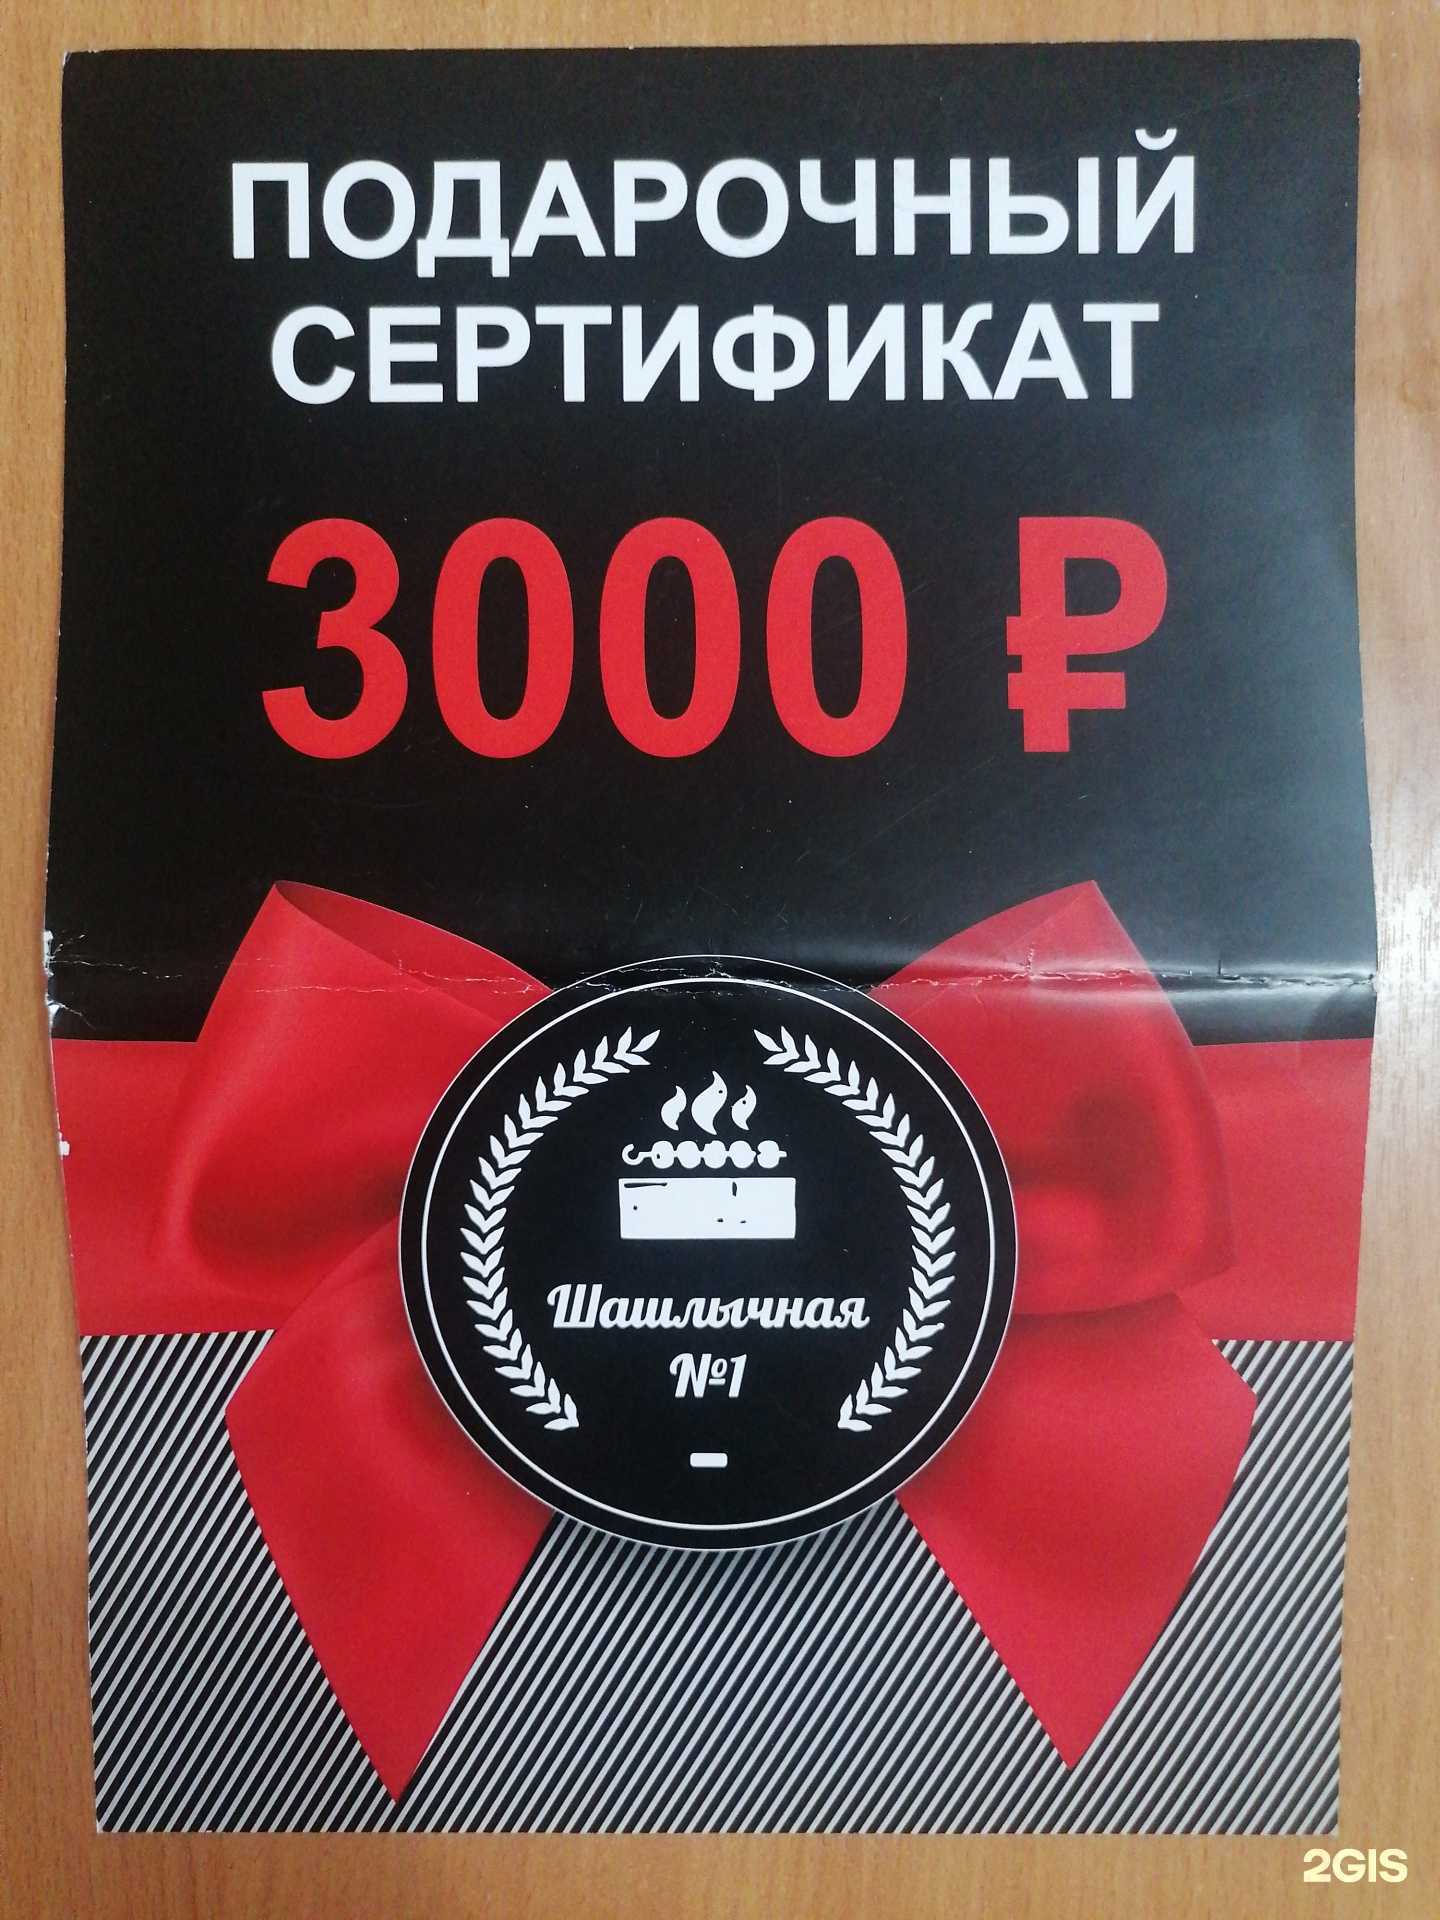 ПОДАРОЧНЫЙ
СЕРТИФИКАТ
3000 ₽
Шашлычная
№1
2GIS